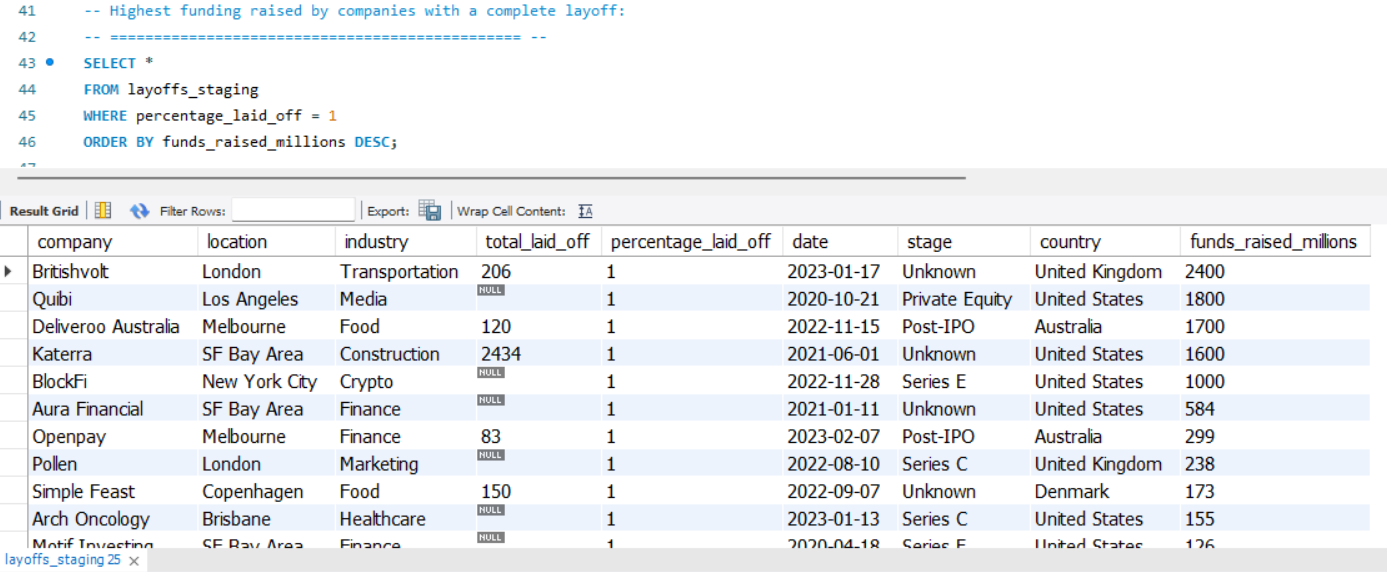 41 -- Highest funding raised by companies with a complete layoff:
42 -- =============================================== --
43 SELECT *
44 FROM layoffs_staging
45 WHERE percentage_laid_off = 1
46 ORDER BY funds_raised_millions DESC;
47
Result Grid Filter Rows: Export: Wrap Cell Content: IA
company location industry total_laid_off percentage_laid_off date stage country funds_raised_millions
Britishvolt London Transportation 206 1 2023-01-17 Unknown United Kingdom 2400
Quibi Los Angeles Media NULL 1 2020-10-21 Private Equity United States 1800
Deliveroo Australia Melbourne Food 120 1 2022-11-15 Post-IPO Australia 1700
Katerra SF Bay Area Construction 2434 1 2021-06-01 Unknown United States 1600
BlockFi New York City Crypto NULL 1 2022-11-28 Series E United States 1000
Aura Financial SF Bay Area Finance NULL 1 2021-01-11 Unknown United States 584
Openpay Melbourne Finance 83 1 2023-02-07 Post-IPO Australia 299
Pollen London Marketing NULL 1 2022-08-10 Series C United Kingdom 238
Simple Feast Copenhagen Food 150 1 2022-09-07 Unknown Denmark 173
Arch Oncology Brisbane Healthcare NULL 1 2023-01-13 Series C United States 155
Motif Investing SF Bay Area Finance NULL 1 2020-04-18 Series E United States 126
layoffs_staging 25